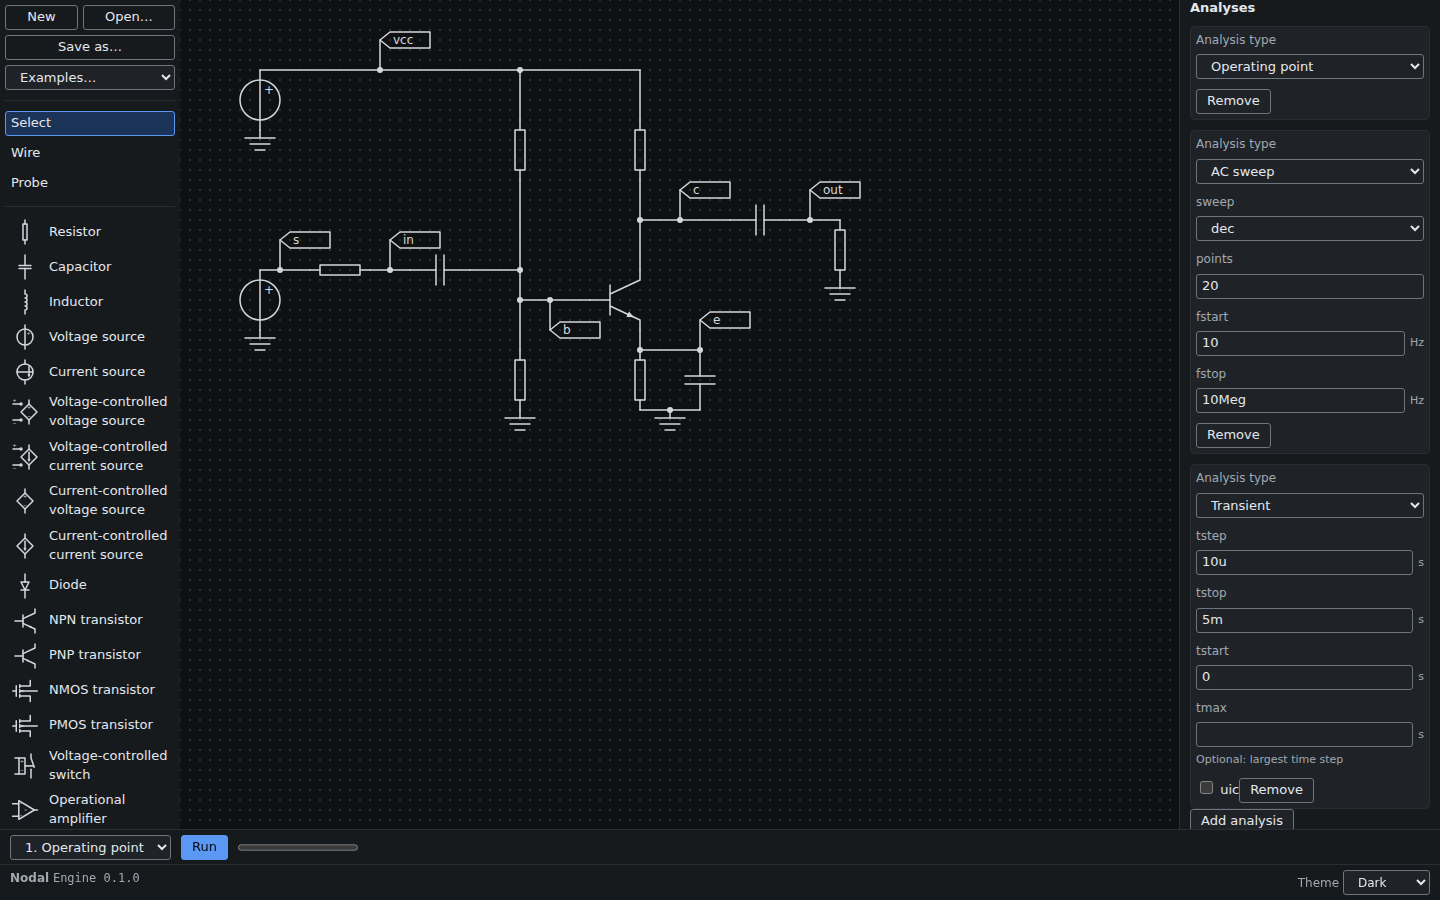 New
Open...
Save as...
Examples...
Select
Wire
Probe
Resistor
Capacitor
Inductor
Voltage source
Current source
Voltage-controlled
voltage source
Voltage-controlled
current source
Current-controlled
voltage source
Current-controlled
current source
Diode
NPN transistor
PNP transistor
NMOS transistor
PMOS transistor
Voltage-controlled
switch
Operational
amplifier
vcc
+
c
out
s
in
+
b
e
Analyses
Analysis type
Operating point
Remove
Analysis type
AC sweep
sweep
dec
points
20
fstart
10 Hz
fstop
10Meg Hz
Remove
Analysis type
Transient
tstep
10u s
tstop
5m s
tstart
0 s
tmax
s
Optional: largest time step
uic Remove
Add analysis
1. Operating point
Run
Nodal Engine 0.1.0
Theme Dark